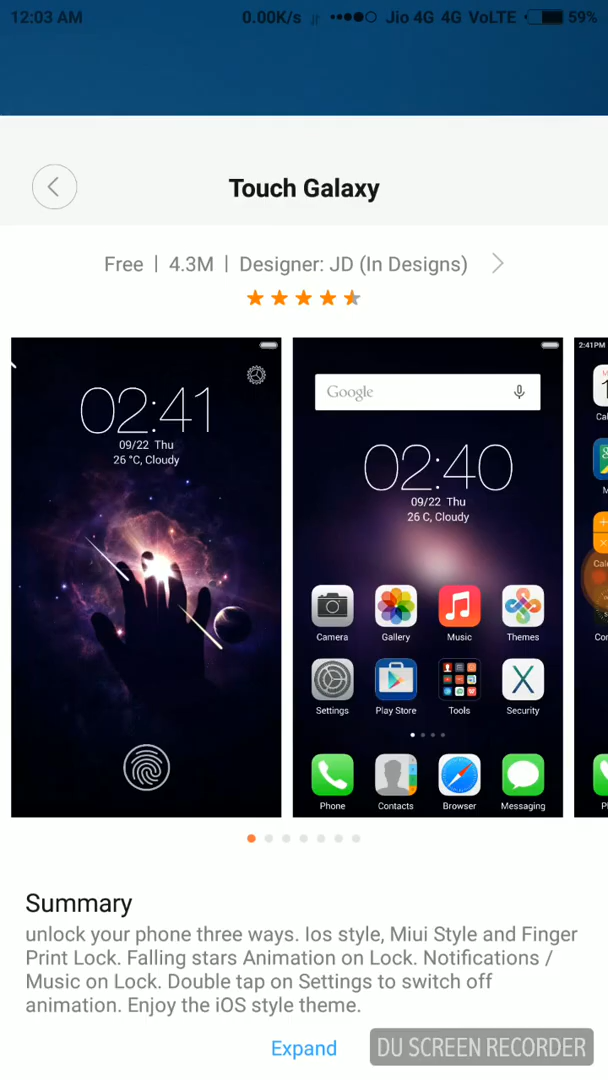 12:03 AM 0.00K/s Jio 4G 4G VoLTE 59%
Touch Galaxy
Free | 4.3M | Designer: JD (In Designs)
02:41
09/22 Thu
26 °C, Cloudy
Google
02:40
09/22 Thu
26 °C, Cloudy
Camera Gallery Music Themes
Settings Play Store Tools Security
Phone Contacts Browser Messaging
2:41PM
Summary
unlock your phone three ways. Ios style, Miui Style and Finger
Print Lock. Falling stars Animation on Lock. Notifications /
Music on Lock. Double tap on Settings to switch off
animation. Enjoy the iOS style theme.
Expand
DU SCREEN RECORDER